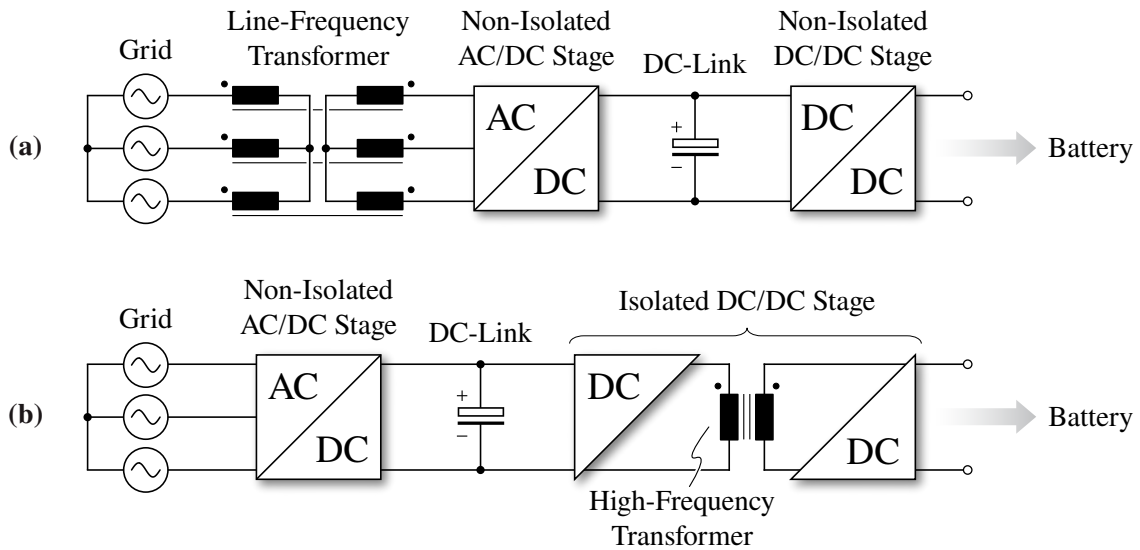 Line-Frequency
Transformer
Non-Isolated
AC/DC Stage
Non-Isolated
DC/DC Stage
Grid
DC-Link
(a)
AC
DC
+
−
DC
DC
Battery
Non-Isolated
AC/DC Stage
Isolated DC/DC Stage
Grid
DC-Link
(b)
AC
DC
+
−
DC
DC
Battery
High-Frequency
Transformer